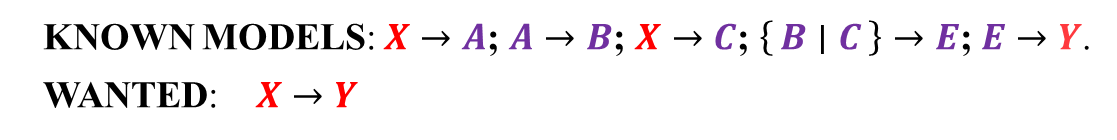 KNOWN MODELS: X → A; A → B; X → C; { B | C } → E; E → Y.
WANTED: X → Y